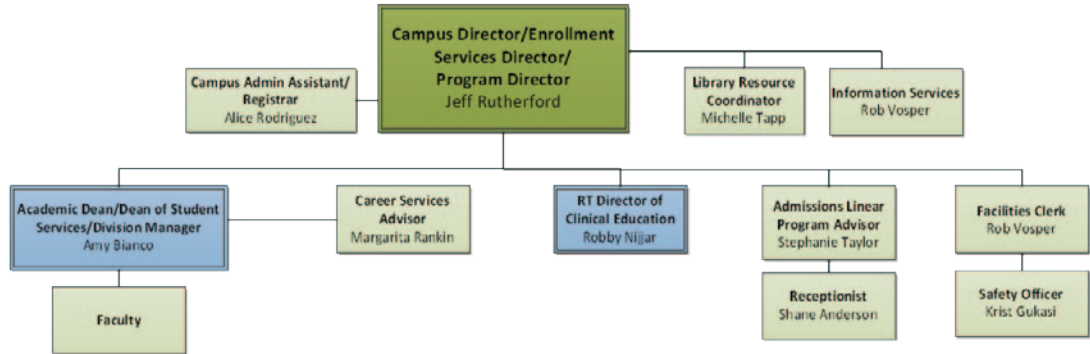 Campus Director/Enrollment
Services Director/
Program Director
Jeff Rutherford
Campus Admin Assistant/
Registrar
Alice Rodriguez
Library Resource
Coordinator
Michelle Tapp
Information Services
Rob Vosper
Academic Dean/Dean of Student
Services/Division Manager
Amy Bianco
Career Services
Advisor
Margarita Rankin
RT Director of
Clinical Education
Robby Nijjar
Admissions Linear
Program Advisor
Stephanie Taylor
Facilities Clerk
Rob Vosper
Faculty
Receptionist
Shane Anderson
Safety Officer
Krist Gukasi